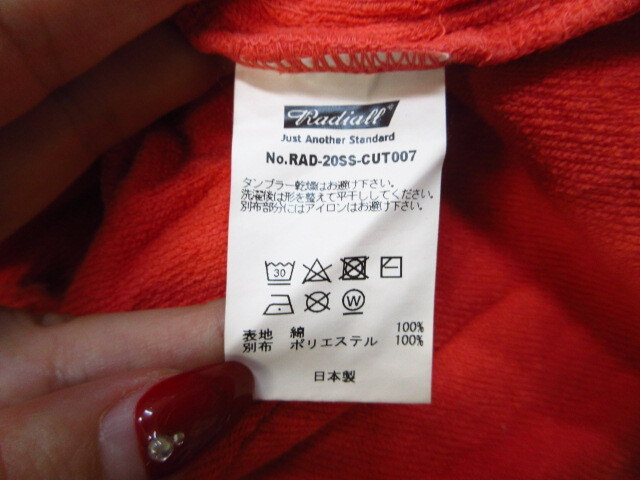 Radiall
Just Another Standard
No.RAD-20SS-CUT007
タンブラー乾燥はお避け下さい。
洗濯後は形を整えて平干ししてください。
別布部分にはアイロンはお避け下さい。
30
W
表地 綿 100%
別布 ポリエステル 100%
日本製